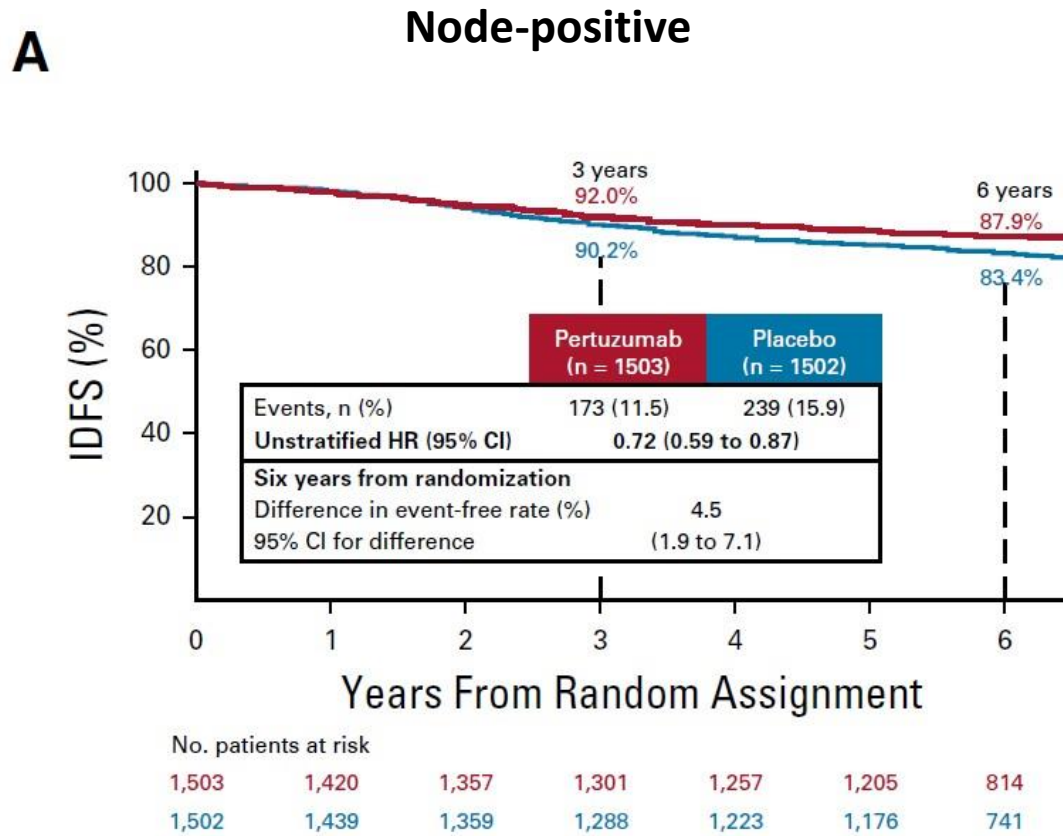 Node-positive
A
3 years
92.0%
90.2%
6 years
87.9%
83.4%
IDFS (%)
100
80
60
40
20
Pertuzumab Placebo
(n = 1503) (n = 1502)
Events, n (%) 173 (11.5) 239 (15.9)
Unstratified HR (95% CI) 0.72 (0.59 to 0.87)
Six years from randomization
Difference in event-free rate (%) 4.5
95% CI for difference (1.9 to 7.1)
0 1 2 3 4 5 6
Years From Random Assignment
No. patients at risk
1,503 1,420 1,357 1,301 1,257 1,205 814
1,502 1,439 1,359 1,288 1,223 1,176 741